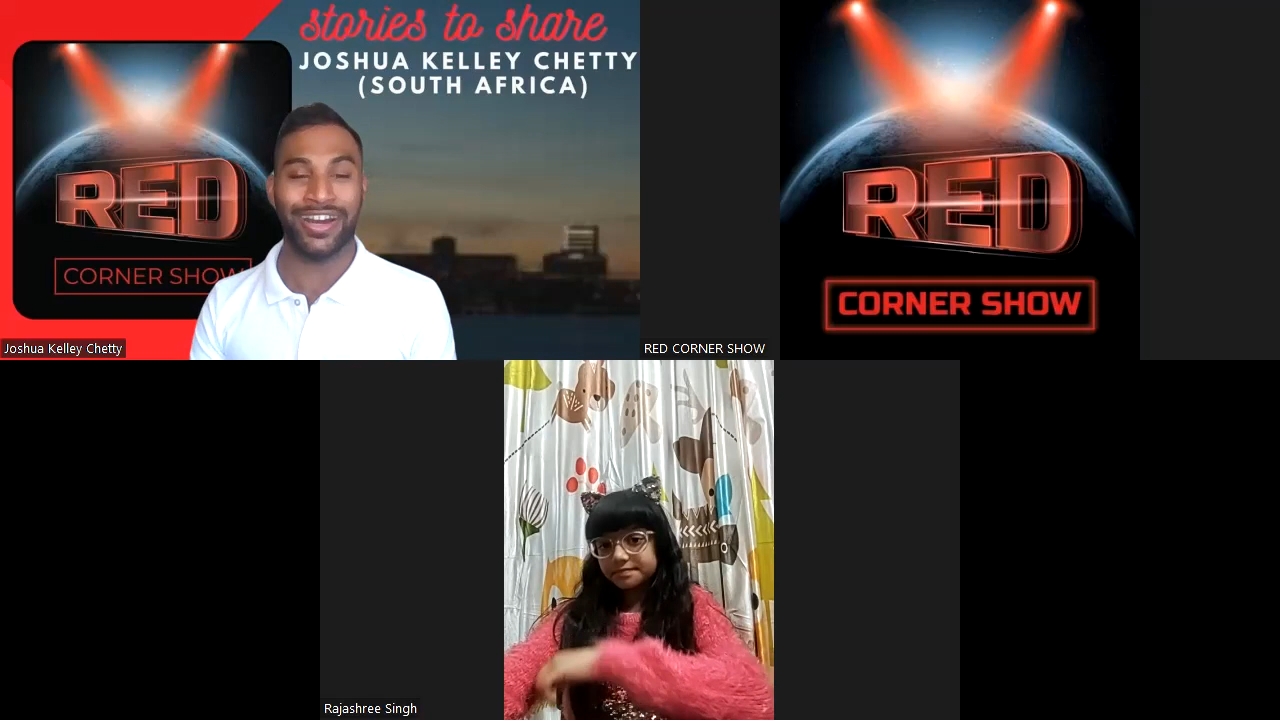 stories to share
JOSHUA KELLEY CHETTY
(SOUTH AFRICA)
RED
CORNER SHOW
Joshua Kelley Chetty
RED
CORNER SHOW
RED CORNER SHOW
Rajashree Singh